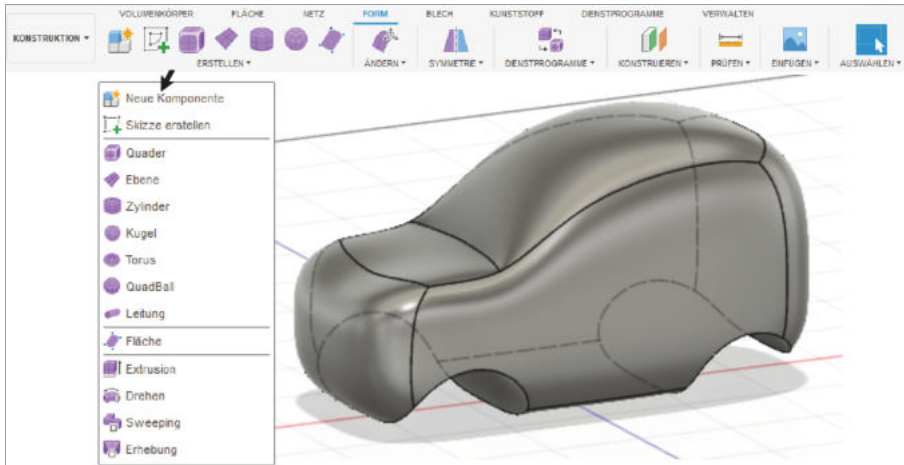 VOLUMENKÖRPER FLÄCHE NETZ FORM BLECH KUNSTSTOFF DIENSTPROGRAMME VERWALTEN
KONSTRUKTION
ERSTELLEN ÄNDERN SYMMETRIE DIENSTPROGRAMME KONSTRUIEREN PRÜFEN EINFÜGEN AUSWÄHLEN
Neue Komponente
Skizze erstellen
Quader
Ebene
Zylinder
Kugel
Torus
QuadBall
Leitung
Fläche
Extrusion
Drehen
Sweeping
Erhebung